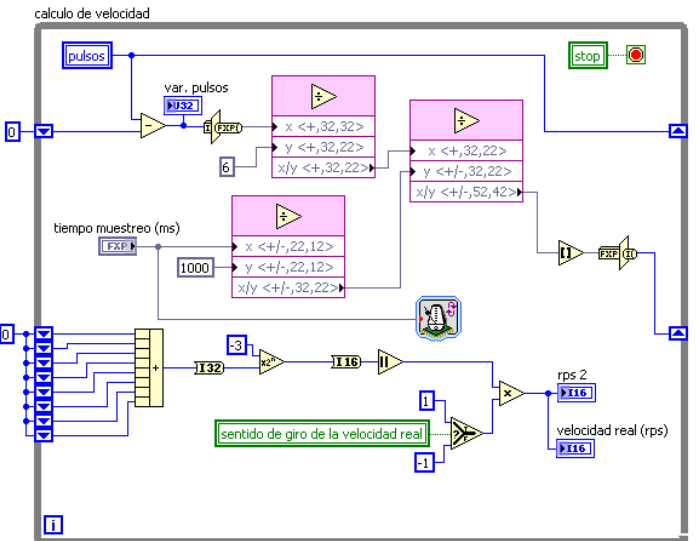 calculo de velocidad
pulsos
stop
var. pulsos
U32
0
FXP
x <+,32,32>
y <+,32,22>
x/y <+,32,22>
6
x <+,32,22>
y <+/-,32,22>
x/y <+/-,52,42>
tiempo muestreo (ms)
FXP
x <+/-,22,12>
y <+/-,22,12>
x/y <+/-,32,22>
1000
FXP
0
+
I32
-3
x2ⁿ
I16
1
-1
sentido de giro de la velocidad real
x
rps 2
I16
velocidad real (rps)
I16
i